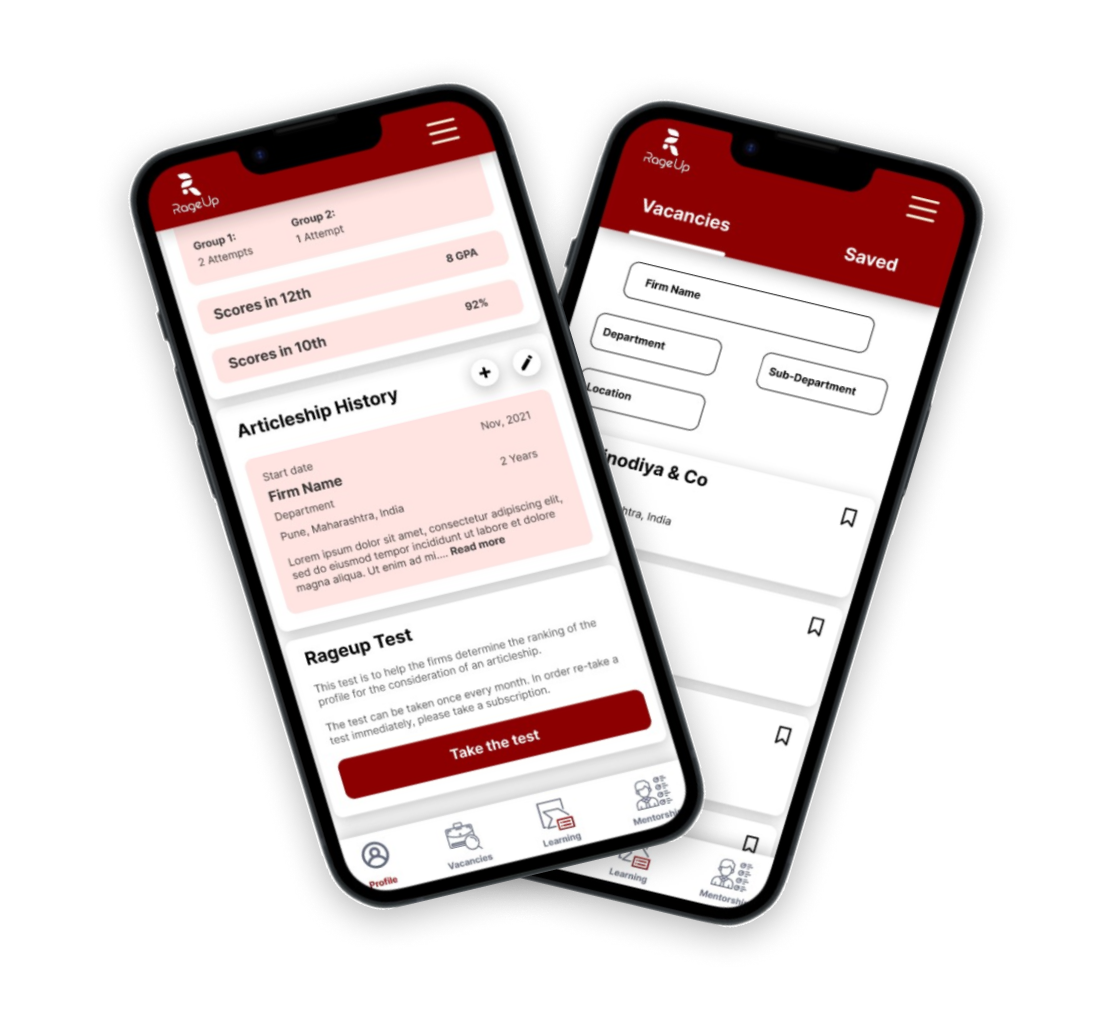 RageUp
Group 1:
2 Attempts
Group 2:
1 Attempt
Scores in 12th
8 GPA
Scores in 10th
92%
Articleship History
Start date
Nov, 2021
Firm Name
2 Years
Department
Pune, Maharashtra, India
Lorem ipsum dolor sit amet, consectetur adipiscing elit,
sed do eiusmod tempor incididunt ut labore et dolore
magna aliqua. Ut enim ad mi.... Read more
Rageup Test
This test is to help the firms determine the ranking of the
profile for the consideration of an articleship.
The test can be taken once every month. In order re-take a
test immediately, please take a subscription.
Take the test
Profile
Vacancies
Learning
Mentorshi
RageUp
Vacancies
Saved
Firm Name
Department
Sub-Department
Location
inodiya & Co
htra, India
Learning
Mentorshi